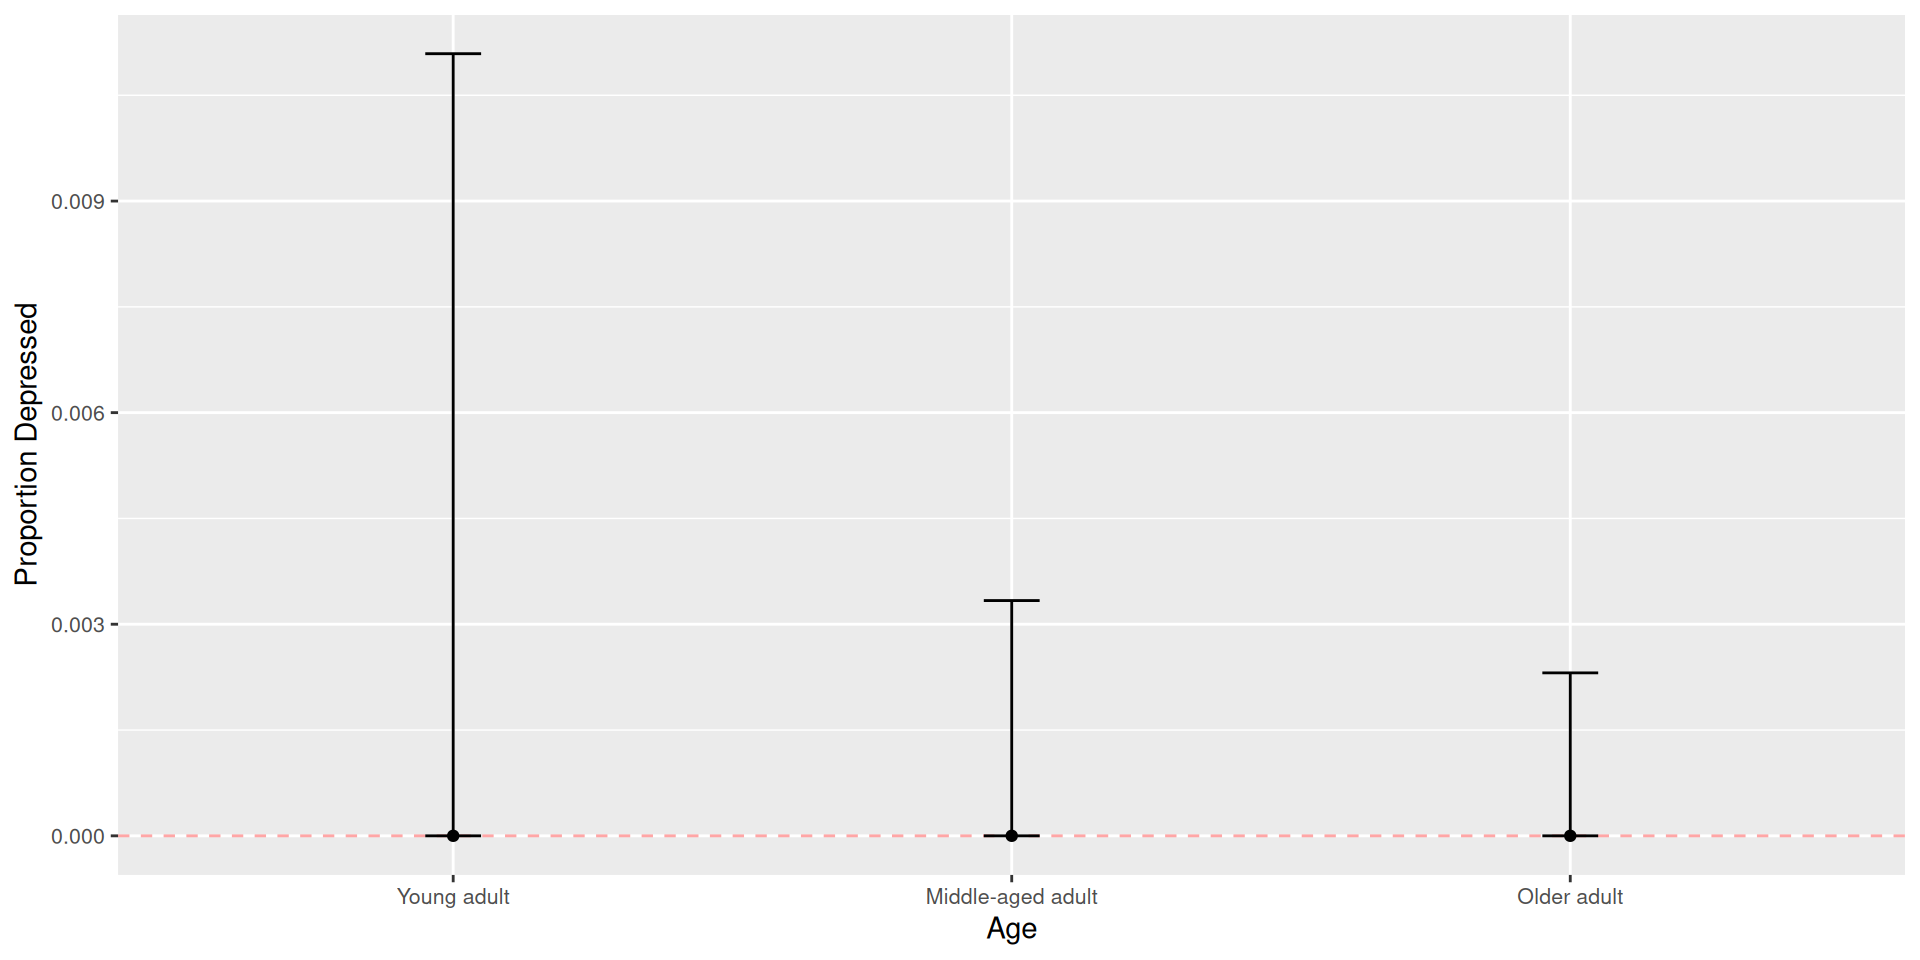 Proportion Depressed
0.009
0.006
0.003
0.000
Young adult
Middle-aged adult
Older adult
Age